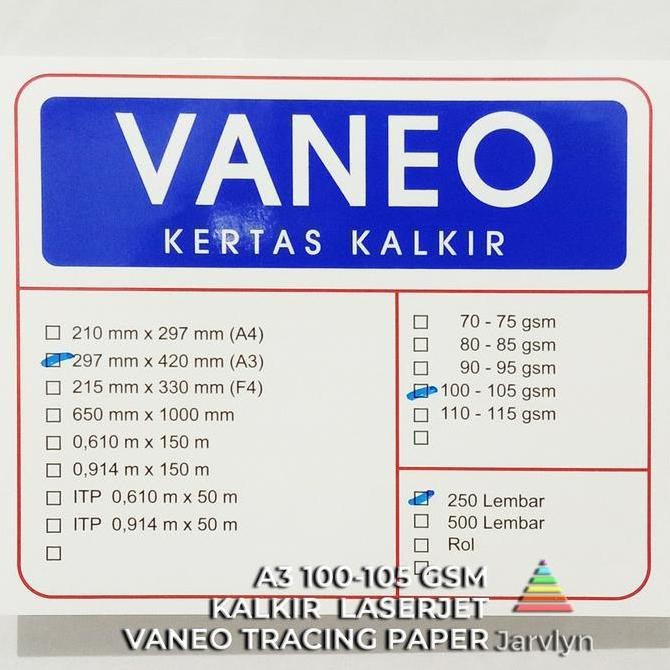 VANEO
KERTAS KALKIR
210 mm x 297 mm (A4)
297 mm x 420 mm (A3)
215 mm x 330 mm (F4)
650 mm x 1000 mm
0,610 m x 150 m
0,914 m x 150 m
ITP 0,610 m x 50 m
ITP 0,914 m x 50 m
70 - 75 gsm
80 - 85 gsm
90 - 95 gsm
100 - 105 gsm
110 - 115 gsm
250 Lembar
500 Lembar
Rol
A3 100-105 GSM
KALKIR LASERJET
VANEO TRACING PAPER
Jarvlyn